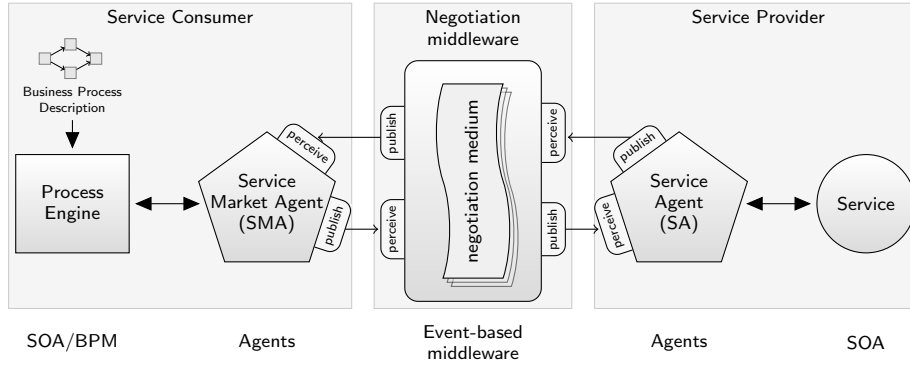 Service Consumer
Negotiation
middleware
Service Provider
Business Process
Description
Process
Engine
Service
Market Agent
(SMA)
perceive
publish
publish
perceive
negotiation medium
perceive
publish
publish
perceive
Service
Agent
(SA)
Service
SOA/BPM
Agents
Event-based
middleware
Agents
SOA